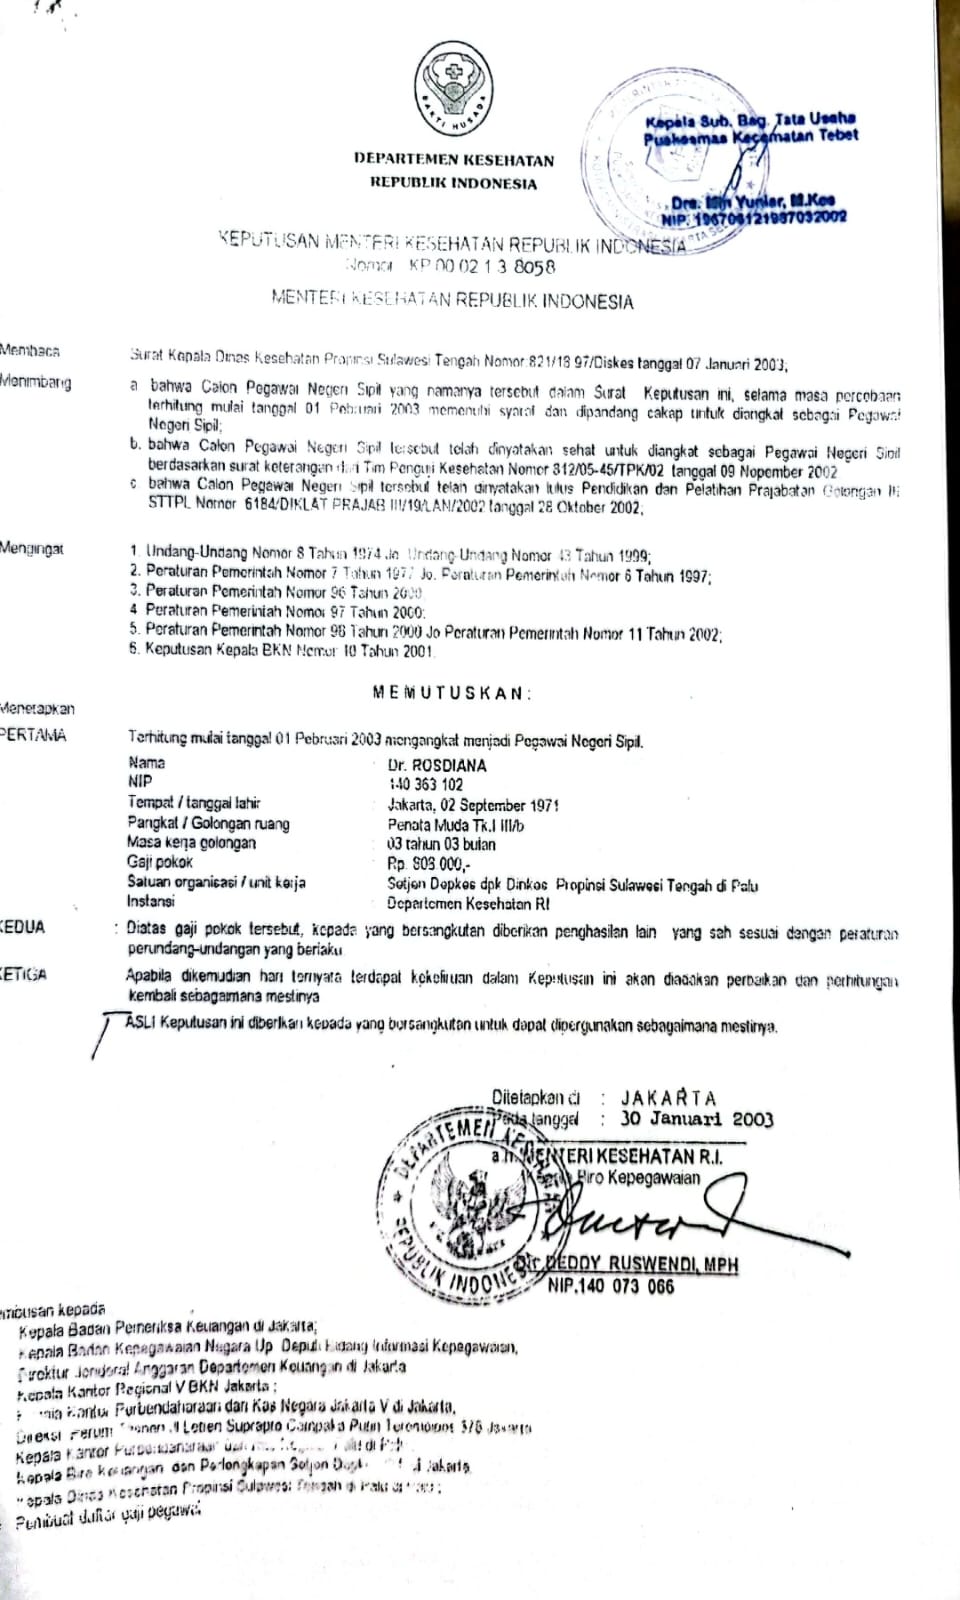 BAKTI HUSADA
DEPARTEMEN KESEHATAN
REPUBLIK INDONESIA
Kepala Sub. Bag. Tata Usaha
Puskesmas Kecamatan Tebet
Yuniar, M.Kes
NIP. 196706121987032002
KEPUTUSAN MENTERI KESEHATAN REPUBLIK INDONESIA
Nomor KP 00 02 1 3 8058
MENTERI KESEHATAN REPUBLIK INDONESIA
Membaca Surat Kepala Dinas Kesehatan Propinsi Sulawesi Tengah Nomor 821/18 97/Diskes tanggal 07 Januari 2003;
Menimbang a bahwa Calon Pegawai Negeri Sipil yang namanya tersebut dalam Surat Keputusan ini, selama masa percobaan
terhitung mulai tanggal 01 Pebruari 2003 memenuhi syarat dan dipandang cakap untuk diangkat sebagai Pegawai
Negeri Sipil;
b. bahwa Calon Pegawai Negeri Sipil tersebut telah dinyatakan sehat untuk diangkat sebagai Pegawai Negeri Sipil
berdasarkan surat keterangan dari Tim Penguji Kesehatan Nomor 812/05-45/TPK/02 tanggal 09 Nopember 2002
c bahwa Calon Pegawai Negeri Sipil tersebut telah dinyatakan lulus Pendidikan dan Pelatihan Prajabatan Golongan III
STTPL Nomor 6184/DIKLAT PRAJAB III/19/LAN/2002 tanggal 28 Oktober 2002;
Mengingat 1. Undang-Undang Nomor 8 Tahun 1974 Jo. Undang-Undang Nomor 43 Tahun 1999;
2. Peraturan Pemerintah Nomor 7 Tahun 1977 Jo. Peraturan Pemerintah Nomor 6 Tahun 1997;
3. Peraturan Pemerintah Nomor 96 Tahun 2000
4 Peraturan Pemerintah Nomor 97 Tahun 2000;
5. Peraturan Pemerintah Nomor 98 Tahun 2000 Jo Peraturan Pemerintah Nomor 11 Tahun 2002;
6. Keputusan Kepala BKN Nomor 10 Tahun 2001
MEMUTUSKAN:
Menetapkan
PERTAMA Terhitung mulai tanggal 01 Pebruari 2003 mengangkat menjadi Pegawai Negeri Sipil.
Nama : Dr. ROSDIANA
NIP : 140 363 102
Tempat / tanggal lahir : Jakarta, 02 September 1971
Pangkat / Golongan ruang : Penata Muda Tk.I III/b
Masa kerja golongan : 03 tahun 03 bulan
Gaji pokok : Rp. 803 000,-
Satuan organisasi / unit kerja : Setjen Depkes dpk Dinkes Propinsi Sulawesi Tengah di Palu
Instansi : Departemen Kesehatan RI
KEDUA : Diatas gaji pokok tersebut, kepada yang bersangkutan diberikan penghasilan lain yang sah sesuai dengan peraturan
perundang-undangan yang berlaku
KETIGA Apabila dikemudian hari ternyata terdapat kekeliruan dalam Keputusan ini akan diadakan perbaikan dan perhitungan
kembali sebagaimana mestinya
ASLI Keputusan ini diberikan kepada yang bersangkutan untuk dapat dipergunakan sebagaimana mestinya.
Ditetapkan di : JAKARTA
Pada tanggal : 30 Januari 2003
a.n. MENTERI KESEHATAN R.I.
Kepala Biro Kepegawaian
DEPARTEMEN KESEHATAN
REPUBLIK INDONESIA
Dr. DEDDY RUSWENDI, MPH
NIP.140 073 066
embusan kepada
Kepala Badan Pemeriksa Keuangan di Jakarta;
Kepala Badan Kepegawaian Negara Up. Deputi Bidang Informasi Kepegawaian,
Direktur Jenderal Anggaran Departemen Keuangan di Jakarta
Kepala Kantor Regional V BKN Jakarta ;
Kantor Perbendaharaan dan Kas Negara Jakarta V di Jakarta,
Direksi Perum Jl Letjen Suprapto Cempaka Putih Jakarta
Kepala Kantor Perbendaharaan di
Kepala Biro Keuangan dan Perlengkapan Setjen di Jakarta
Kepala Dinas Kesehatan Propinsi Sulawesi Tengah di Palu
Pembuat daftar gaji pegawai